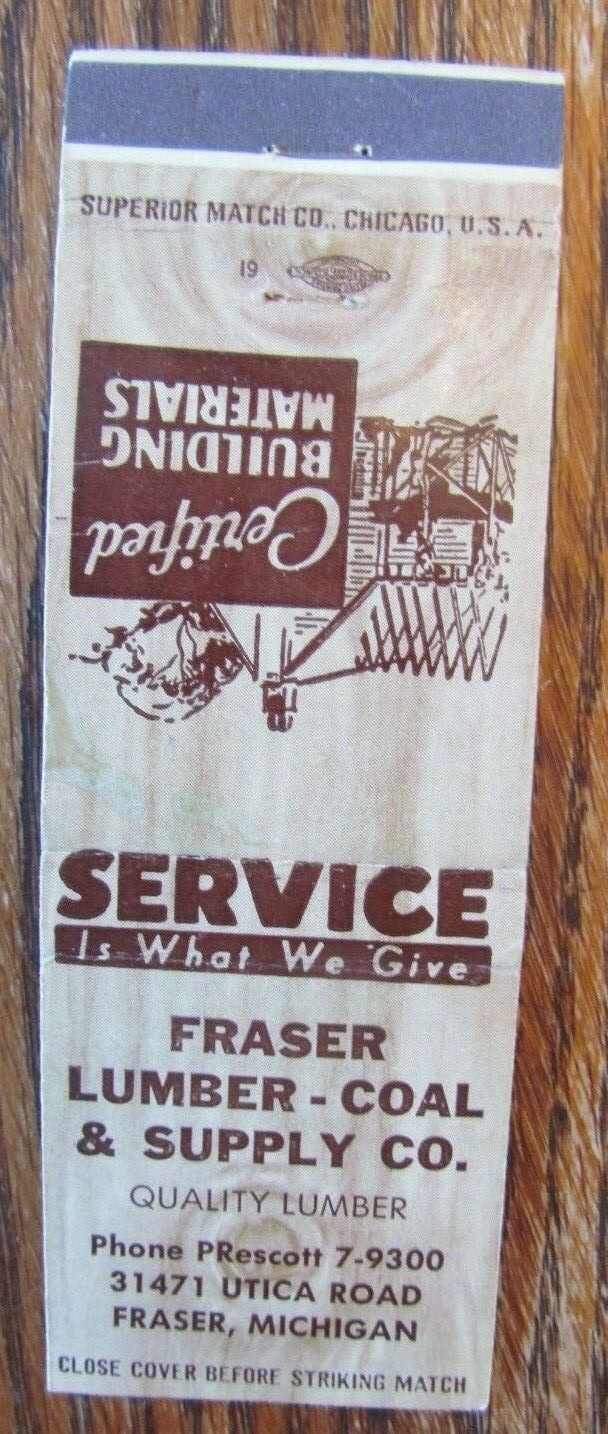 SUPERIOR MATCH CO., CHICAGO, U.S.A.
19
Certified
BUILDING
MATERIALS
SERVICE
Is What We Give
FRASER
LUMBER - COAL
& SUPPLY CO.
QUALITY LUMBER
Phone PRescott 7-9300
31471 UTICA ROAD
FRASER, MICHIGAN
CLOSE COVER BEFORE STRIKING MATCH